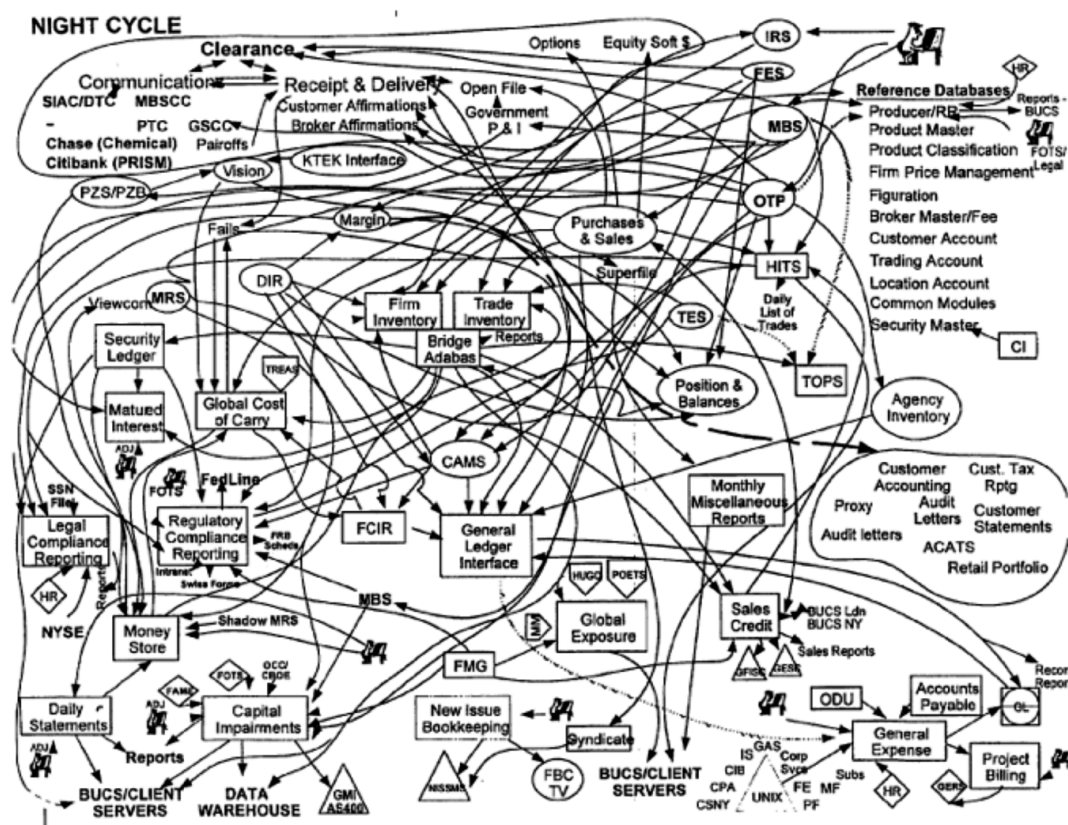 NIGHT CYCLE
Clearance
Communications
SIAC/DTC MBSCC
PTC GSCC
Chase (Chemical) Pairoffs
Citibank (PRISM)
Receipt & Delivery
Customer Affirmations
Broker Affirmations
Options
Equity Soft $
Open File
Government
P & I
IRS
FES
MBS
OTP
HR
Reference Databases
Producer/RR
Product Master
Product Classification
Firm Price Management
Figuration
Broker Master/Fee
Customer Account
Trading Account
Location Account
Common Modules
Security Master
Reports -
BUCS
FOTS/
Legal
CI
PZS/PZB
Vision
KTEK Interface
Margin
Fails
Purchases
& Sales
Superfile
HITS
Daily
List of
Trades
Viewcom
MRS
DIR
Firm
Inventory
Trade
Inventory
Reports
Bridge
Adabas
TES
TOPS
Security
Ledger
TREAS
Matued
Interest
Global Cost
of Carry
Position &
Balances
Agency
Inventory
ADJ
FOTS
FedLine
CAMS
SSN
File
Legal
Compliance
Reporting
Regulatory
Compliance
Reporting
FRB
Scheds
Intranet
Swiss Forms
FCIR
General
Ledger
Interface
Monthly
Miscellaneous
Reports
Customer
Accounting
Cust. Tax
Rptg
Proxy
Audit
Letters
Customer
Statements
Audit letters
ACATS
Retail Portfolio
HR
Reports
NYSE
Money
Store
Shadow MRS
MBS
FMG
HUGO
POETS
MM
Global
Exposure
Sales
Credit
BUCS Ldn
BUCS NY
Sales Reports
GFISC
GESC
Recon
Report
GL
Daily
Statements
ADJ
FAME
ADJ
FOTS
OCC/
CBOE
Capital
Impairments
Reports
New Issue
Bookkeeping
Syndicate
NISSMS
FBC
TV
BUCS/CLIENT
SERVERS
DATA
WAREHOUSE
GMI
AS400
BUCS/CLIENT
SERVERS
ODU
Accounts
Payable
General
Expense
Project
Billing
HR
GERS
IS
GAS
Corp
Svcs
CIB
CPA
CSNY
UNIX
FE
MF
PF
Subs